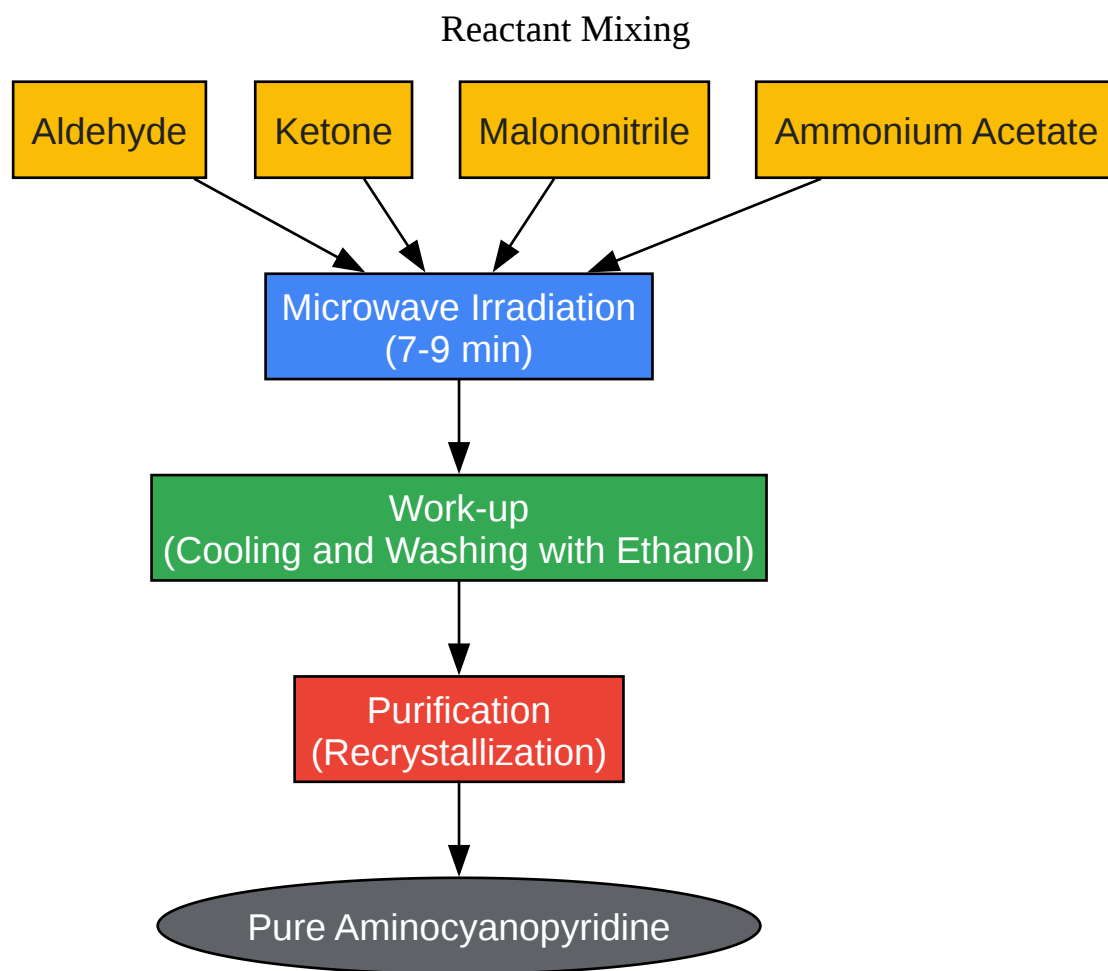 Reactant Mixing
Aldehyde
Ketone
Malononitrile
Ammonium Acetate
Microwave Irradiation
(7-9 min)
Work-up
(Cooling and Washing with Ethanol)
Purification
(Recrystallization)
Pure Aminocyanopyridine